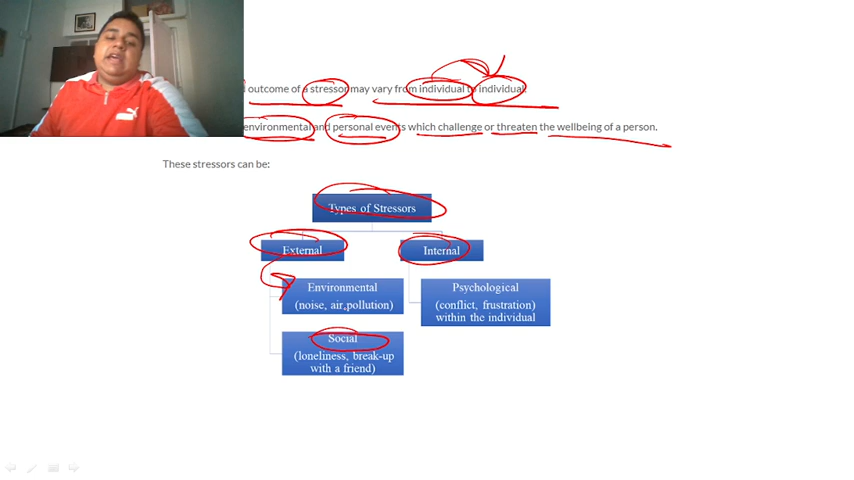 outcome of a stressor may vary from individual to individual.
environmental and personal events which challenge or threaten the wellbeing of a person.
These stressors can be:
Types of Stressors
External
Internal
Environmental
(noise, air,pollution)
Psychological
(conflict, frustration)
within the individual
Social
(loneliness, break-up
with a friend)